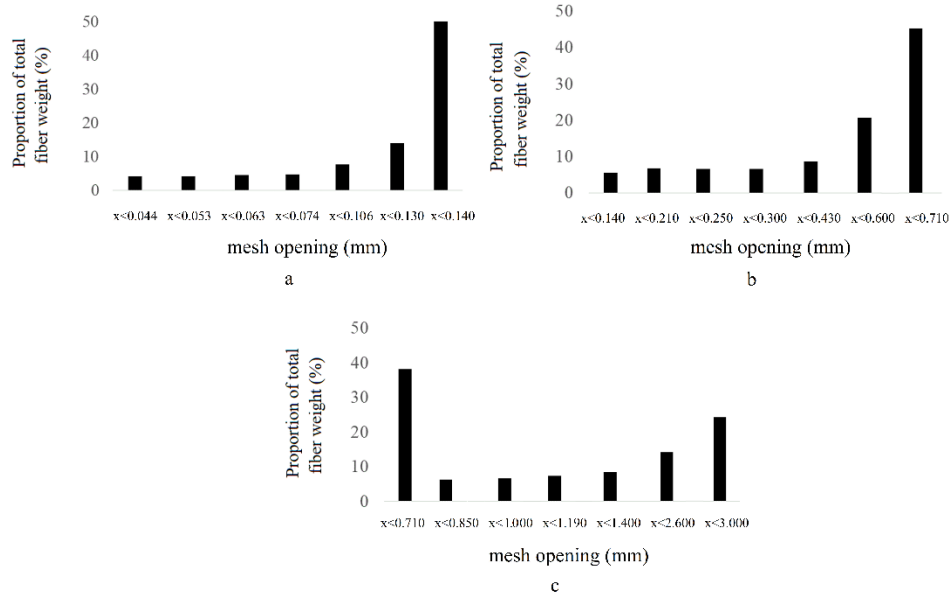 Proportion of total
fiber weight (%)
50
40
30
20
10
0
x<0.044 x<0.053 x<0.063 x<0.074 x<0.106 x<0.130 x<0.140
mesh opening (mm)
a
Proportion of total
fiber weight (%)
50
40
30
20
10
0
x<0.140 x<0.210 x<0.250 x<0.300 x<0.430 x<0.600 x<0.710
mesh opening (mm)
b
Proportion of total
fiber weight (%)
50
40
30
20
10
0
x<0.710 x<0.850 x<1.000 x<1.190 x<1.400 x<2.600 x<3.000
mesh opening (mm)
c